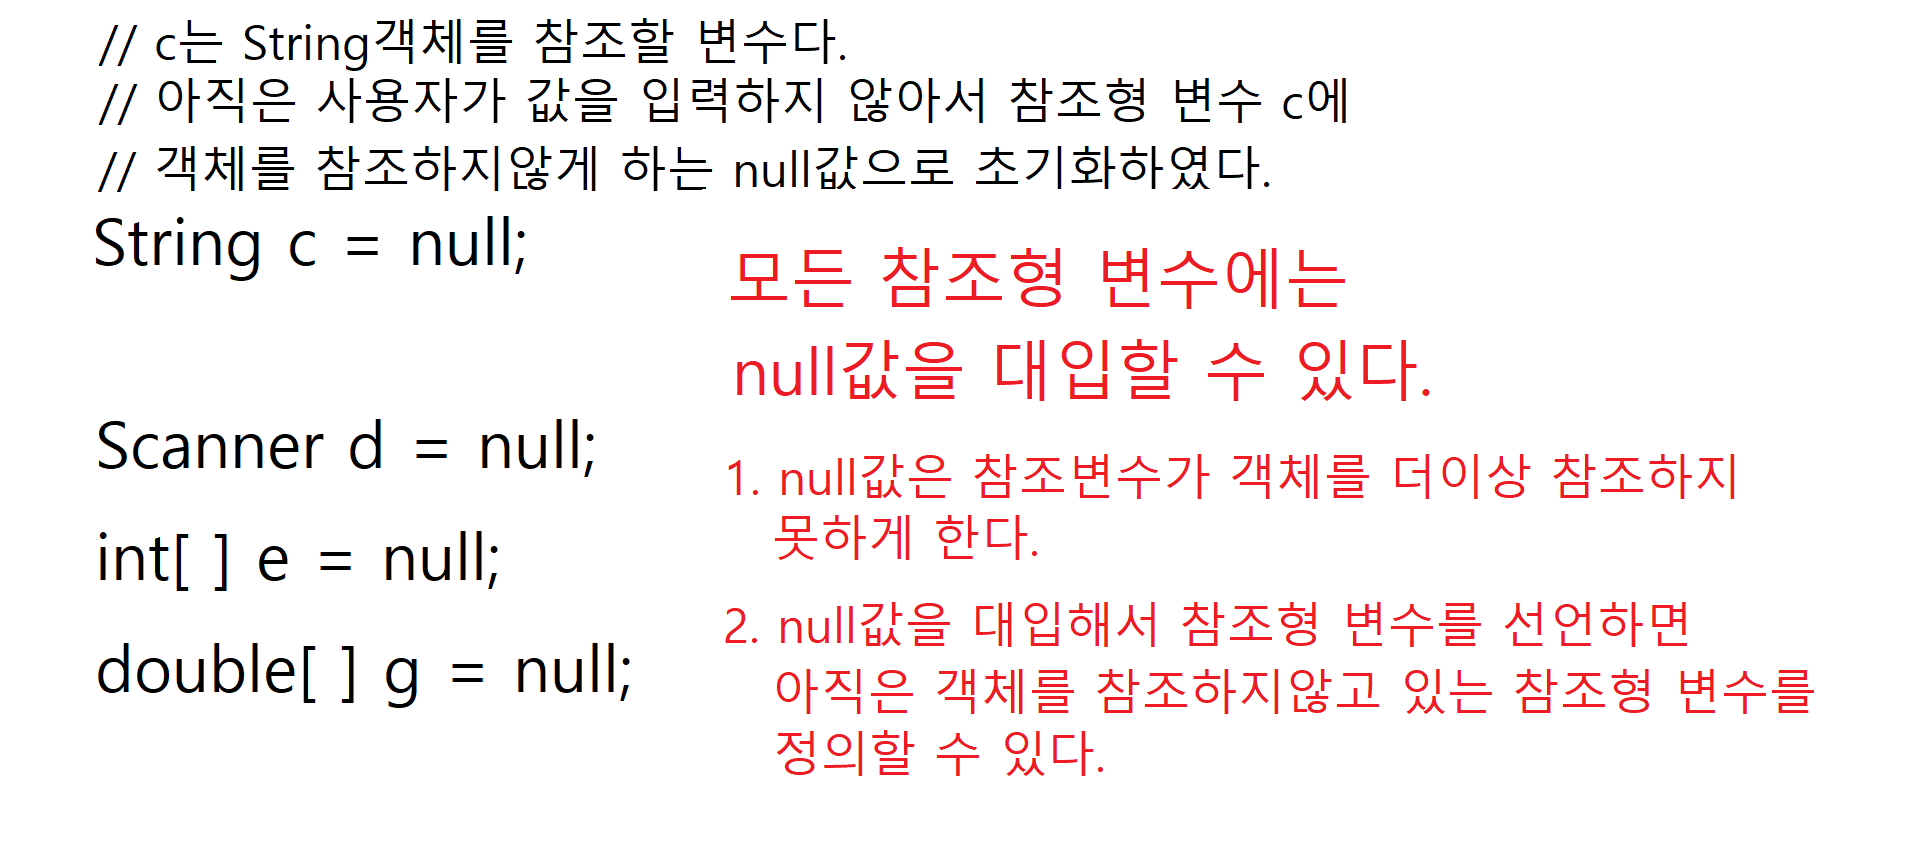 // c는 String객체를 참조할 변수다.
// 아직은 사용자가 값을 입력하지 않아서 참조형 변수 c에
// 객체를 참조하지않게 하는 null값으로 초기화하였다.
String c = null;
모든 참조형 변수에는
null값을 대입할 수 있다.
Scanner d = null;
int[ ] e = null;
double[ ] g = null;
1. null값은 참조변수가 객체를 더이상 참조하지
못하게 한다.
2. null값을 대입해서 참조형 변수를 선언하면
아직은 객체를 참조하지않고 있는 참조형 변수를
정의할 수 있다.